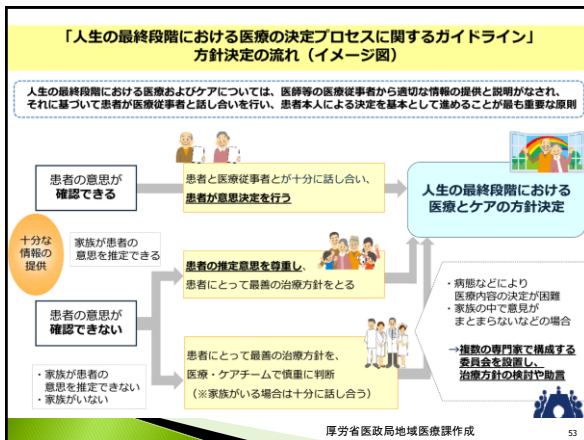 「人生の最終段階における医療の決定プロセスに関するガイドライン」
方針決定の流れ（イメージ図）
人生の最終段階における医療およびケアについては、医師等の医療従事者から適切な情報の提供と説明がなされ、
それに基づいて患者が医療従事者と話し合いを行い、患者本人による決定を基本として進めることが最も重要な原則
患者の意思が
確認できる
患者と医療従事者とが十分に話し合い、
患者が意思決定を行う
人生の最終段階における
医療とケアの方針決定
十分な
情報の
提供
家族が患者の
意思を推定できる
患者の推定意思を尊重し、
患者にとって最善の治療方針をとる
患者の意思が
確認できない
・家族が患者の
意思を推定できない
・家族がいない
患者にとって最善の治療方針を、
医療・ケアチームで慎重に判断
（※家族がいる場合は十分に話し合う）
・病態などにより
医療内容の決定が困難
・家族の中で意見が
まとまらないなどの場合
→複数の専門家で構成する
委員会を設置し、
治療方針の検討や助言
厚労省医政局地域医療課作成
53